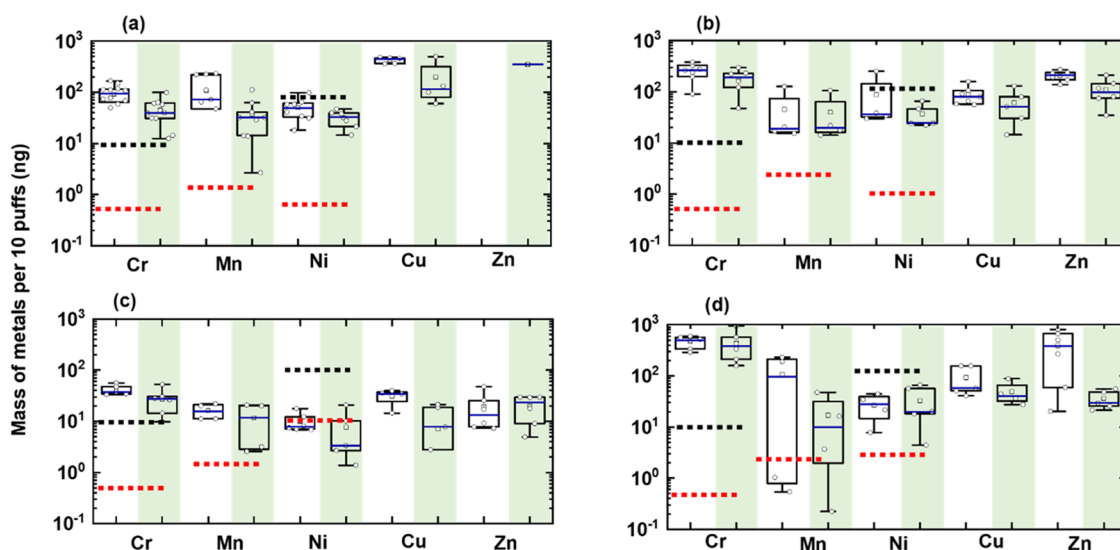 (a)
(b)
Mass of metals per 10 puffs (ng)
10³
10²
10¹
10⁰
10⁻¹
Cr Mn Ni Cu Zn
10³
10²
10¹
10⁰
10⁻¹
Cr Mn Ni Cu Zn
(c)
(d)
10³
10²
10¹
10⁰
10⁻¹
Cr Mn Ni Cu Zn
10³
10²
10¹
10⁰
10⁻¹
Cr Mn Ni Cu Zn